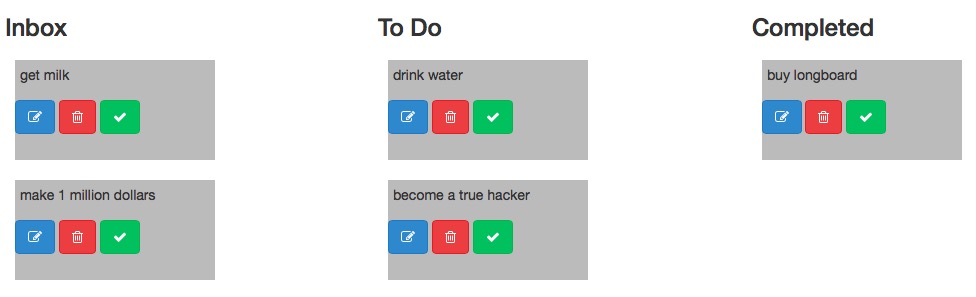 Inbox
get milk
make 1 million dollars
To Do
drink water
become a true hacker
Completed
buy longboard